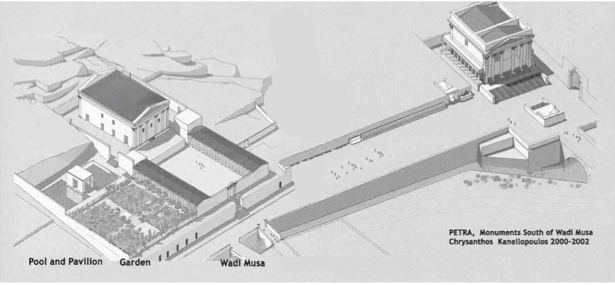 PETRA, Monuments South of Wadi Musa
Chrysanthos Kanellopoulos 2000-2002
Pool and Pavilion
Garden
Wadi Musa